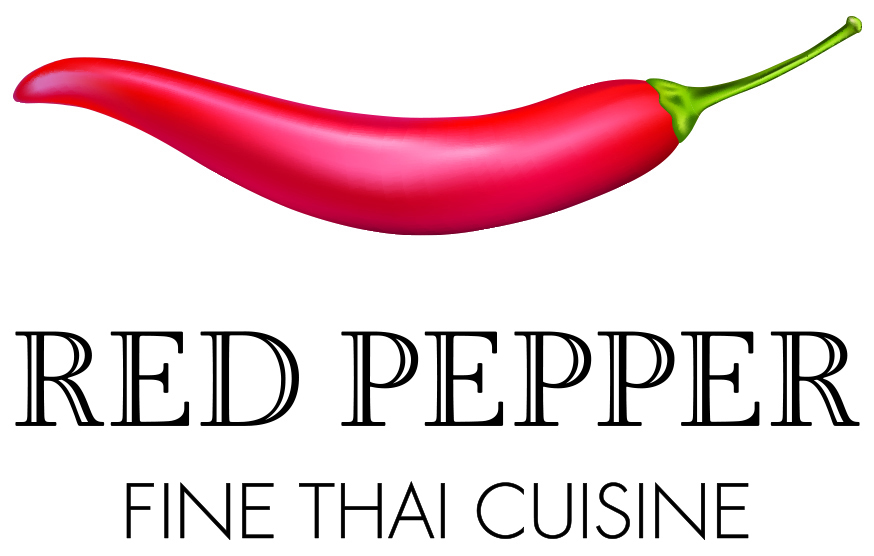 RED PEPPER
FINE THAI CUISINE